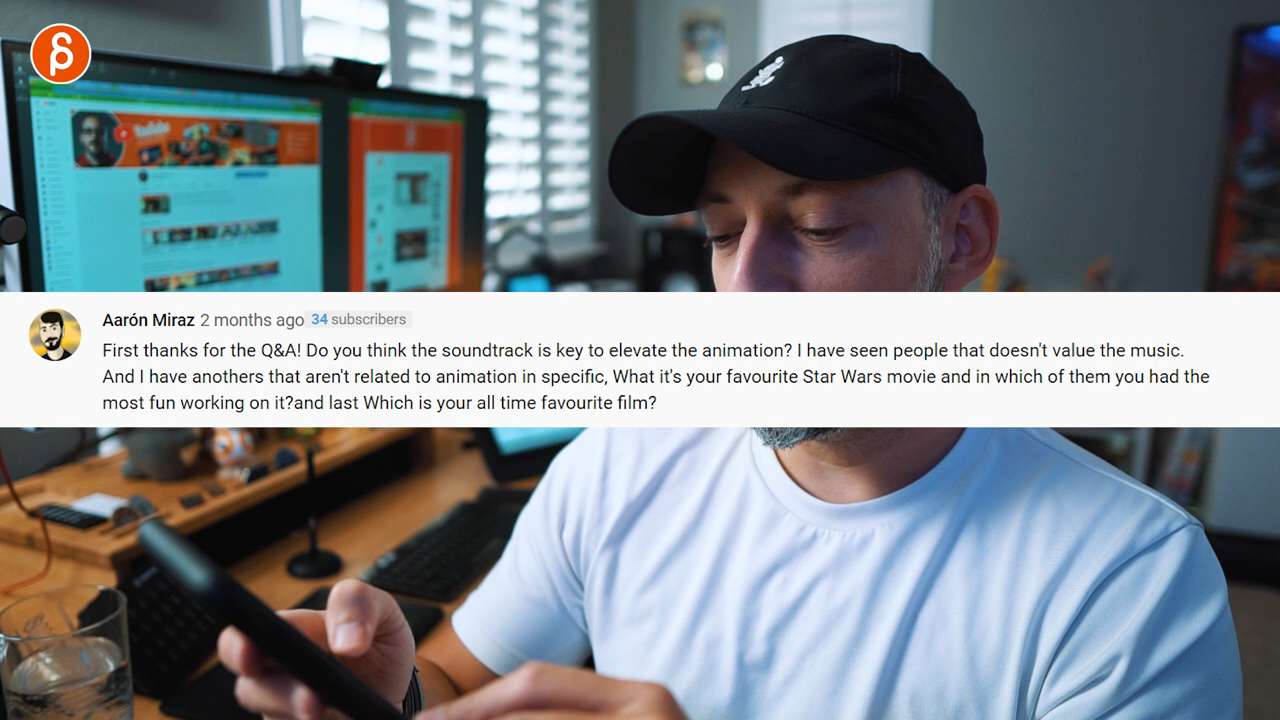 YouTube
Aarón Miraz 2 months ago 34 subscribers
First thanks for the Q&A! Do you think the soundtrack is key to elevate the animation? I have seen people that doesn't value the music.
And I have anothers that aren't related to animation in specific, What it's your favourite Star Wars movie and in which of them you had the
most fun working on it?and last Which is your all time favourite film?